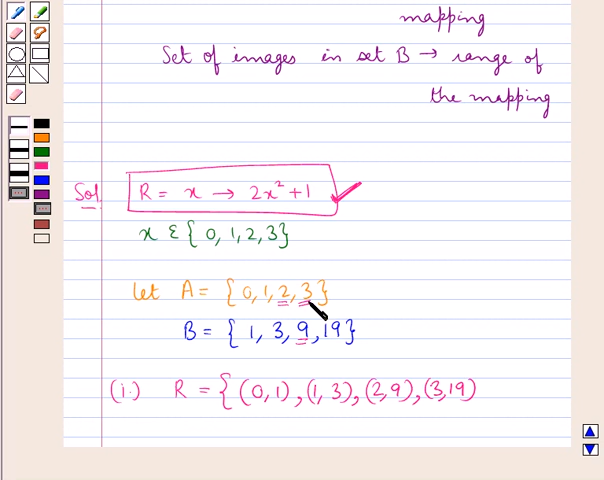 mapping
Set of images in set B → range of
the mapping
Sol. R = x → 2x² + 1
x ε { 0, 1, 2, 3}
let A = { 0, 1, 2, 3 }
B = { 1, 3, 9, 19 }
(i.) R = { (0, 1) , (1, 3) , (2, 9) , (3, 19)